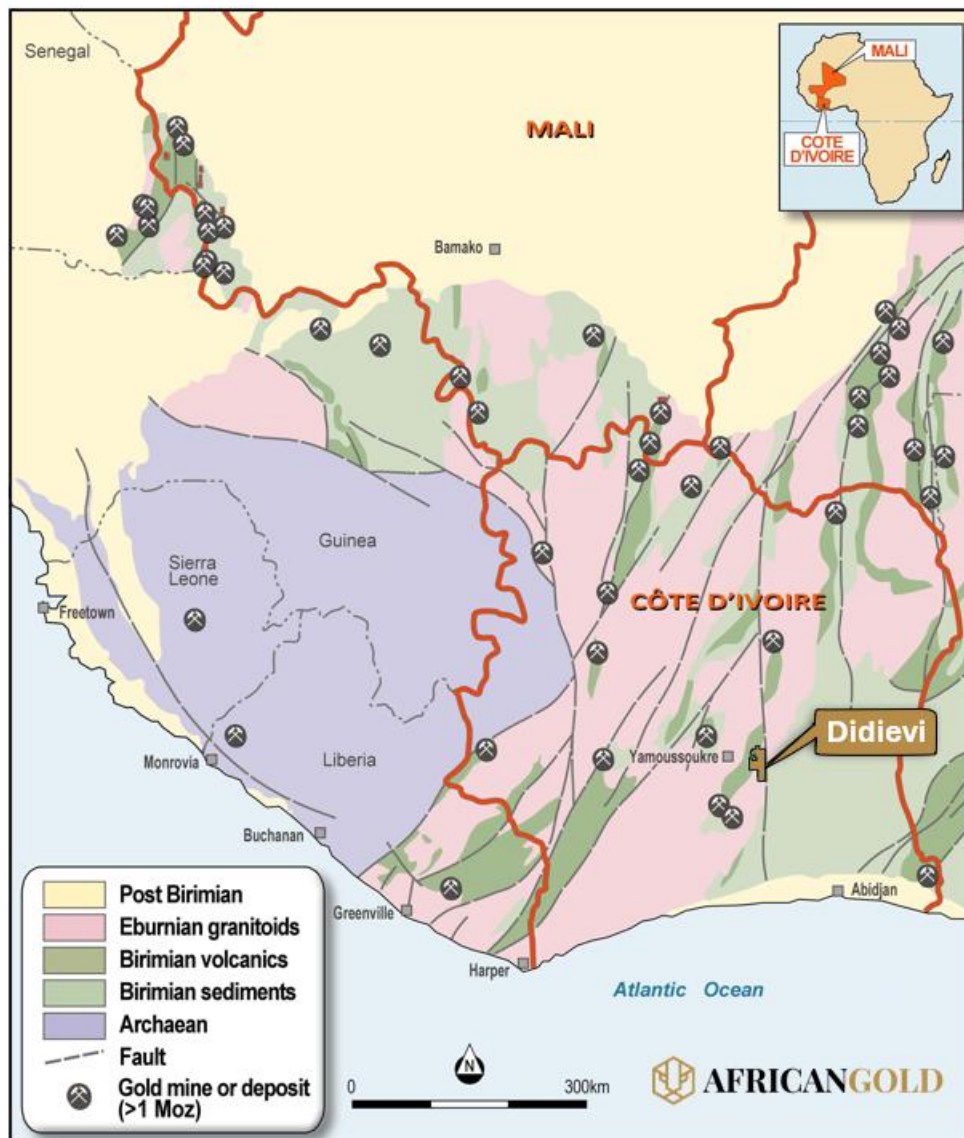 Senegal
MALI
MALI
COTE
D'IVOIRE
Bamako
Guinea
Sierra
Leone
Freetown
CÔTE D'IVOIRE
Didievi
Yamoussoukre
Monrovia
Liberia
Buchanan
Abidjan
Greenville
Harper
Atlantic Ocean
Post Birimian
Eburnian granitoids
Birimian volcanics
Birimian sediments
Archaean
Fault
Gold mine or deposit
(>1 Moz)
N
0 300km
AFRICANGOLD